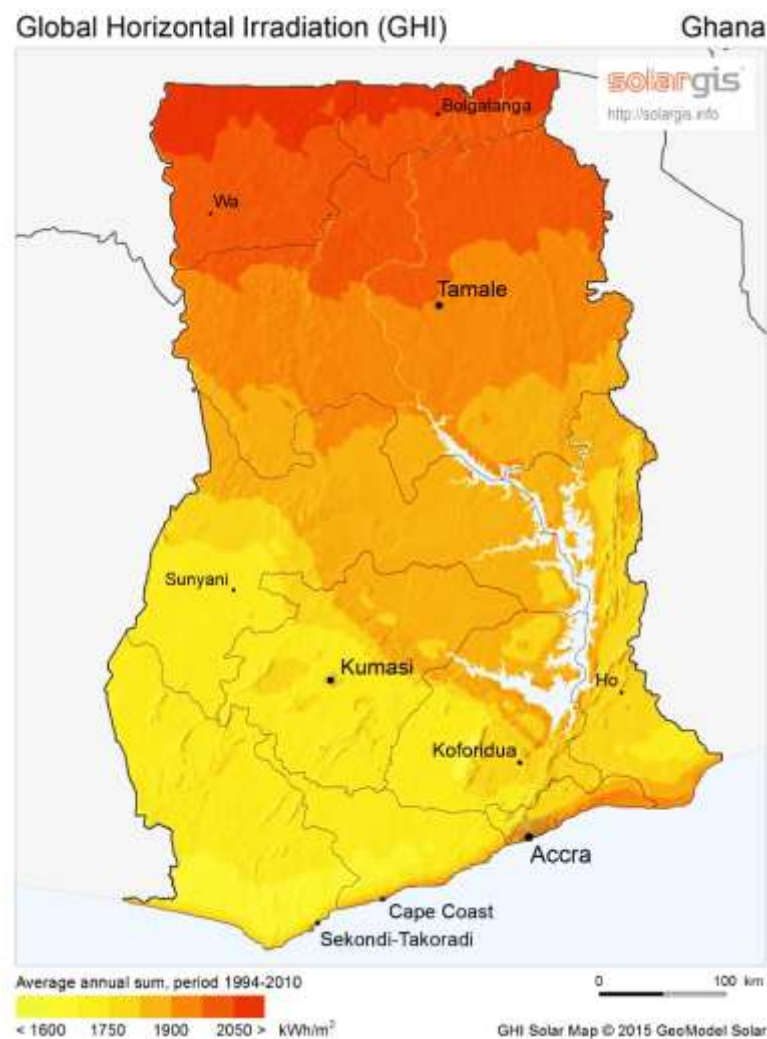 Global Horizontal Irradiation (GHI) Ghana
solargis
http://solargis.info
Bolgatanga
Wa
Tamale
Sunyani
Kumasi
Ho
Koforidua
Accra
Cape Coast
Sekondi-Takoradi
Average annual sum, period 1994-2010
0 100 km
< 1600 1750 1900 2050 > kWh/m²
GHI Solar Map © 2015 GeoModel Solar